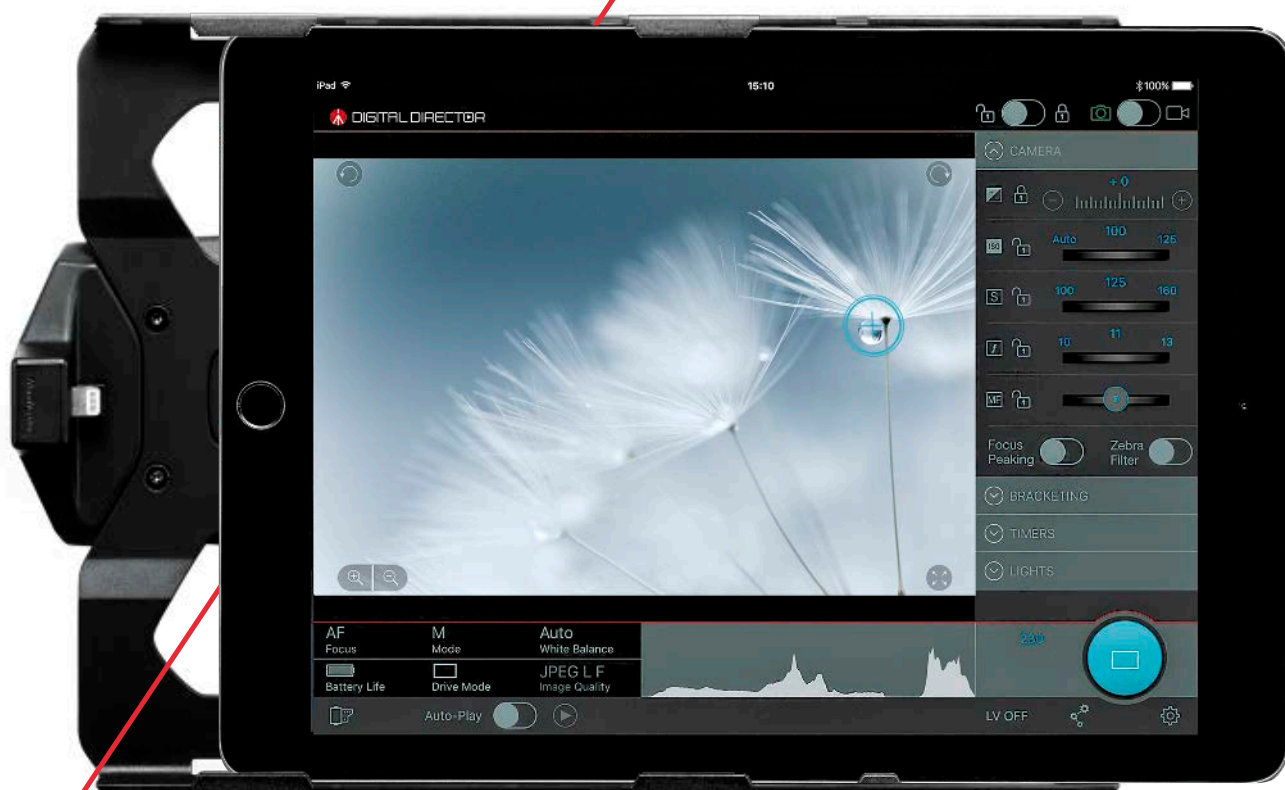 iPad
15:10
100%
DIGITAL DIRECTOR
CAMERA
+0
ISO
Auto 100 125
S
100 125 160
f
10 11 13
MF
Focus
Peaking
Zebra
Filter
BRACKETING
TIMERS
LIGHTS
AF
Focus
M
Mode
Auto
White Balance
Battery Life
Drive Mode
JPEG L F
Image Quality
Auto-Play
LV OFF